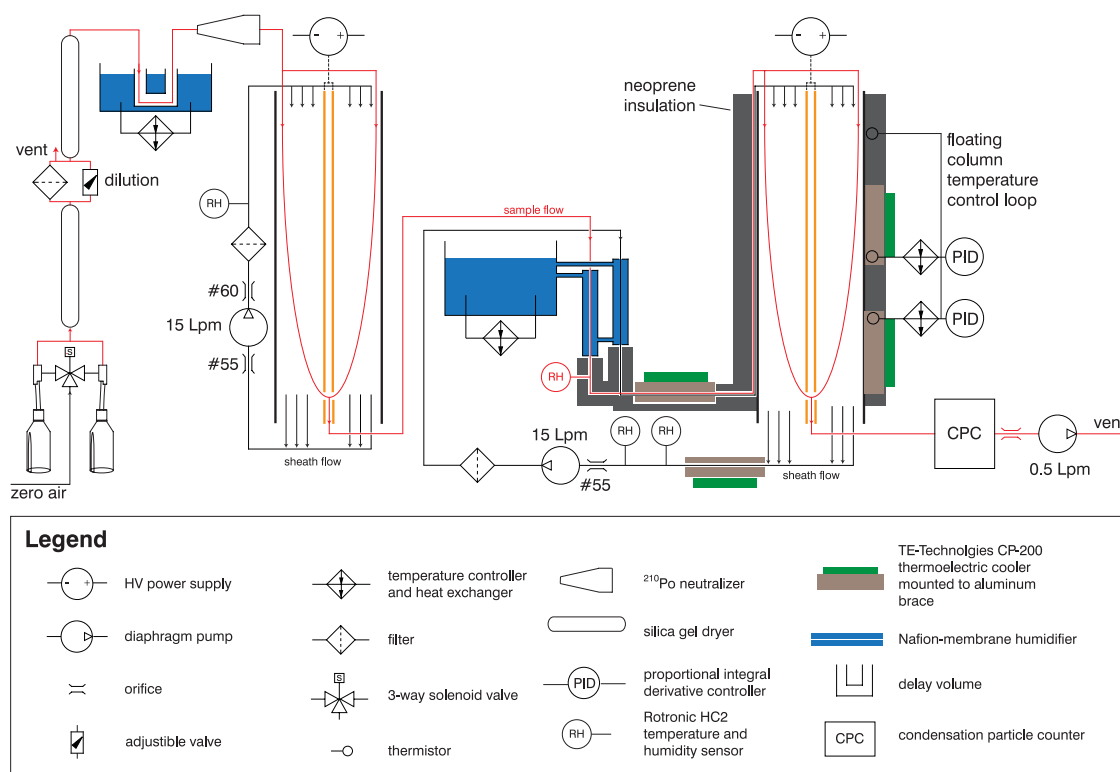 - +
- +
neoprene
insulation
vent
dilution
floating
column
temperature
control loop
RH
sample flow
PID
#60
15 Lpm
PID
#55
S
RH
RH
RH
15 Lpm
CPC
vent
sheath flow
#55
sheath flow
0.5 Lpm
zero air
Legend
- +
HV power supply
temperature controller
and heat exchanger
210Po neutralizer
TE-Technolgies CP-200
thermoelectric cooler
mounted to aluminum
brace
diaphragm pump
filter
silica gel dryer
Nafion-membrane humidifier
orifice
S
3-way solenoid valve
PID
proportional integral
derivative controller
delay volume
adjustible valve
thermistor
RH
Rotronic HC2
temperature and
humidity sensor
CPC
condensation particle counter